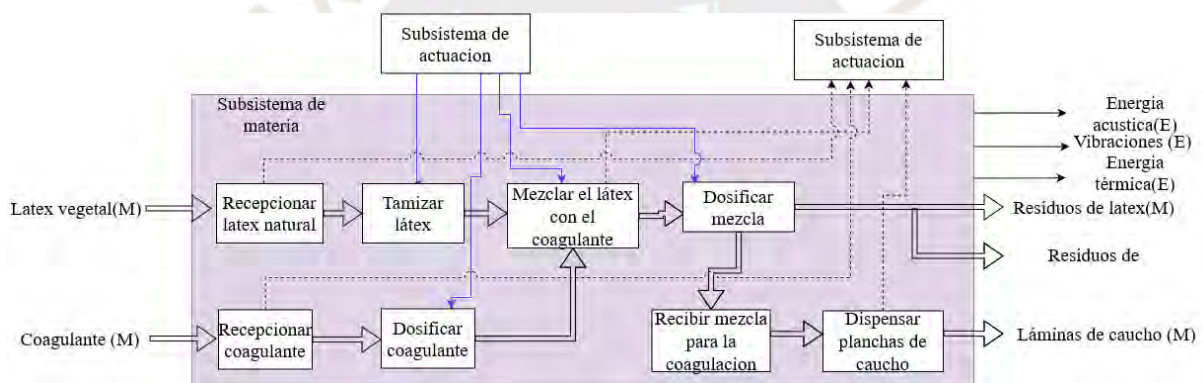 Subsistema de
actuacion
Subsistema de
actuacion
Subsistema de
materia
Energia
acustica(E)
Vibraciones (E)
Energia
térmica(E)
Latex vegetal(M)
Recepcionar
latex natural
Tamizar
látex
Mezclar el látex
con el
coagulante
Dosificar
mezcla
Residuos de latex(M)
Residuos de
Coagulante (M)
Recepcionar
coagulante
Dosificar
coagulante
Recibir mezcla
para la
coagulacion
Dispensar
planchas de
caucho
Láminas de caucho (M)